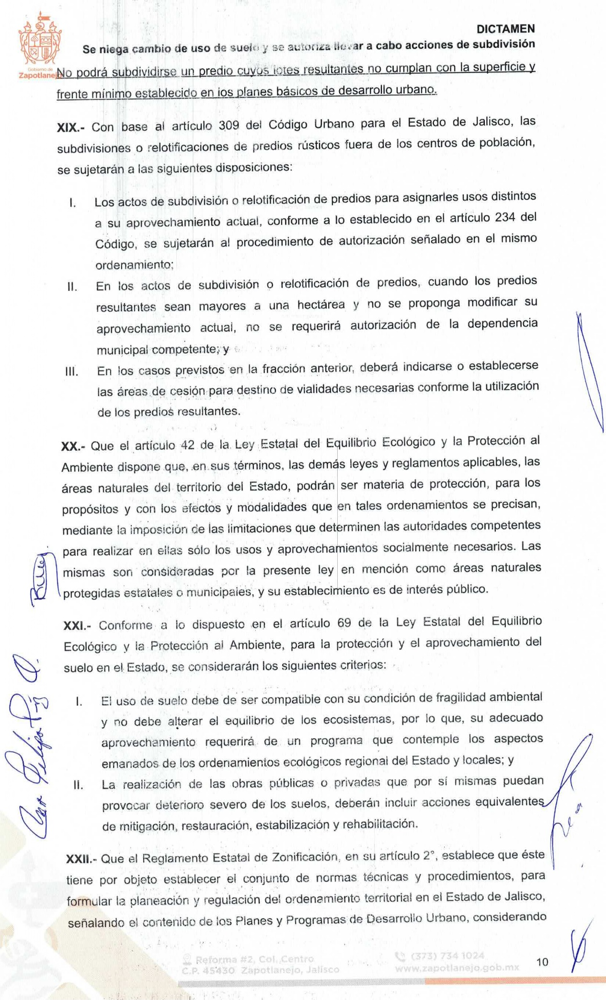 DICTAMEN
Se niega cambio de uso de suelo y se autoriza llevar a cabo acciones de subdivisión
Gobierno de
Zapotlanejo
No podrá subdividirse un predio cuyos lotes resultantes no cumplan con la superficie y
frente mínimo establecido en los planes básicos de desarrollo urbano.
XIX.- Con base al artículo 309 del Código Urbano para el Estado de Jalisco, las
subdivisiones o relotificaciones de predios rústicos fuera de los centros de población,
se sujetarán a las siguientes disposiciones:
I. Los actos de subdivisión o relotificación de predios para asignarles usos distintos
a su aprovechamiento actual, conforme a lo establecido en el artículo 234 del
Código, se sujetarán al procedimiento de autorización señalado en el mismo
ordenamiento;
II. En los actos de subdivisión o relotificación de predios, cuando los predios
resultantes sean mayores a una hectárea y no se proponga modificar su
aprovechamiento actual, no se requerirá autorización de la dependencia
municipal competente; y
III. En los casos previstos en la fracción anterior, deberá indicarse o establecerse
las áreas de cesión para destino de vialidades necesarias conforme la utilización
de los predios resultantes.
XX.- Que el artículo 42 de la Ley Estatal del Equilibrio Ecológico y la Protección al
Ambiente dispone que, en sus términos, las demás leyes y reglamentos aplicables, las
áreas naturales del territorio del Estado, podrán ser materia de protección, para los
propósitos y con los efectos y modalidades que en tales ordenamientos se precisan,
mediante la imposición de las limitaciones que determinen las autoridades competentes
para realizar en ellas sólo los usos y aprovechamientos socialmente necesarios. Las
mismas son consideradas por la presente ley en mención como áreas naturales
protegidas estatales o municipales, y su establecimiento es de interés público.
XXI.- Conforme a lo dispuesto en el artículo 69 de la Ley Estatal del Equilibrio
Ecológico y la Protección al Ambiente, para la protección y el aprovechamiento del
suelo en el Estado, se considerarán los siguientes criterios:
I. El uso de suelo debe de ser compatible con su condición de fragilidad ambiental
y no debe alterar el equilibrio de los ecosistemas, por lo que, su adecuado
aprovechamiento requerirá de un programa que contemple los aspectos
emanados de los ordenamientos ecológicos regional del Estado y locales; y
II. La realización de las obras públicas o privadas que por sí mismas puedan
provocar deterioro severo de los suelos, deberán incluir acciones equivalentes
de mitigación, restauración, estabilización y rehabilitación.
XXII.- Que el Reglamento Estatal de Zonificación, en su artículo 2°, establece que éste
tiene por objeto establecer el conjunto de normas técnicas y procedimientos, para
formular la planeación y regulación del ordenamiento territorial en el Estado de Jalisco,
señalando el contenido de los Planes y Programas de Desarrollo Urbano, considerando
Reforma #2, Col. Centro
C.P. 45430 Zapotlanejo, Jalisco
(373) 734 1024
www.zapotlanejo.gob.mx
10